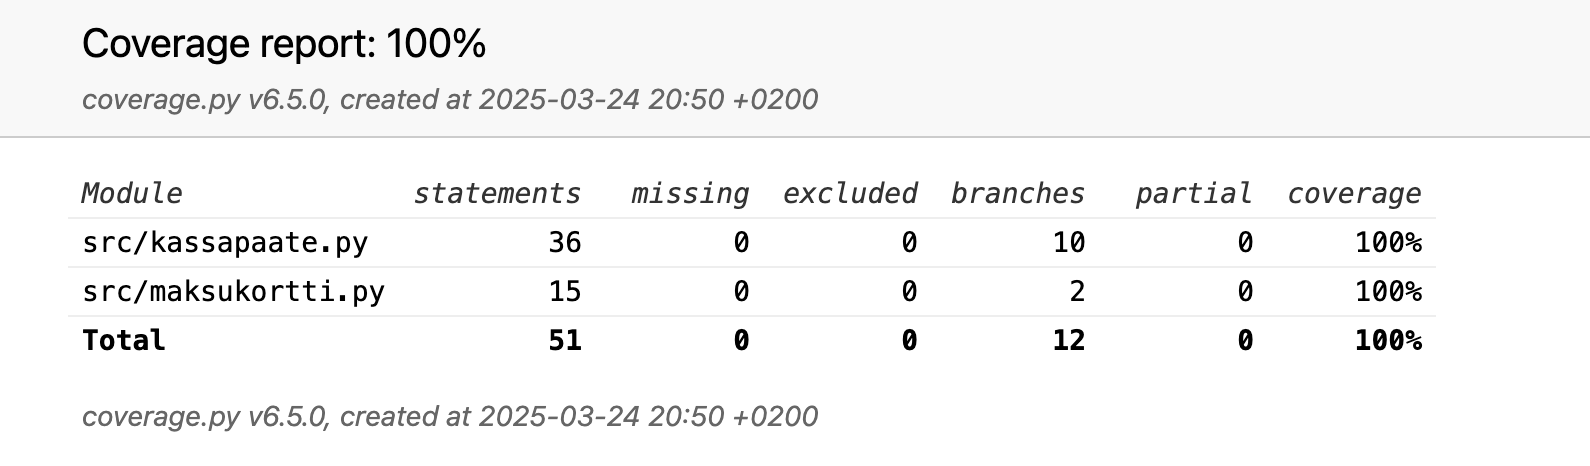 Coverage report: 100%
coverage.py v6.5.0, created at 2025-03-24 20:50 +0200
Module statements missing excluded branches partial coverage
src/kassapaate.py 36 0 0 10 0 100%
src/maksukortti.py 15 0 0 2 0 100%
Total 51 0 0 12 0 100%
coverage.py v6.5.0, created at 2025-03-24 20:50 +0200